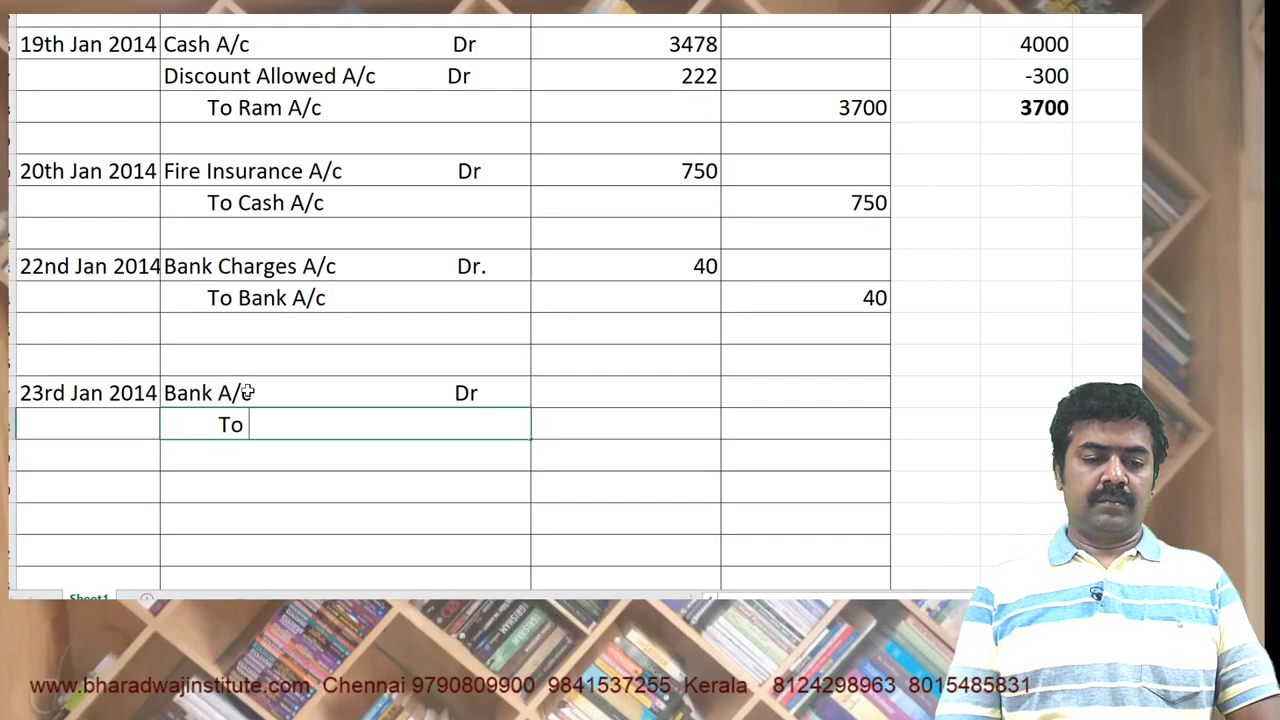 19th Jan 2014 Cash A/c Dr 3478 4000
Discount Allowed A/c Dr 222 -300
To Ram A/c 3700 3700
20th Jan 2014 Fire Insurance A/c Dr 750
To Cash A/c 750
22nd Jan 2014 Bank Charges A/c Dr. 40
To Bank A/c 40
23rd Jan 2014 Bank A/c Dr
To
Sheet1
www.bharadwajinstitute.com Chennai 9790899900 9841537255 Kerala 8124298963 8015485831